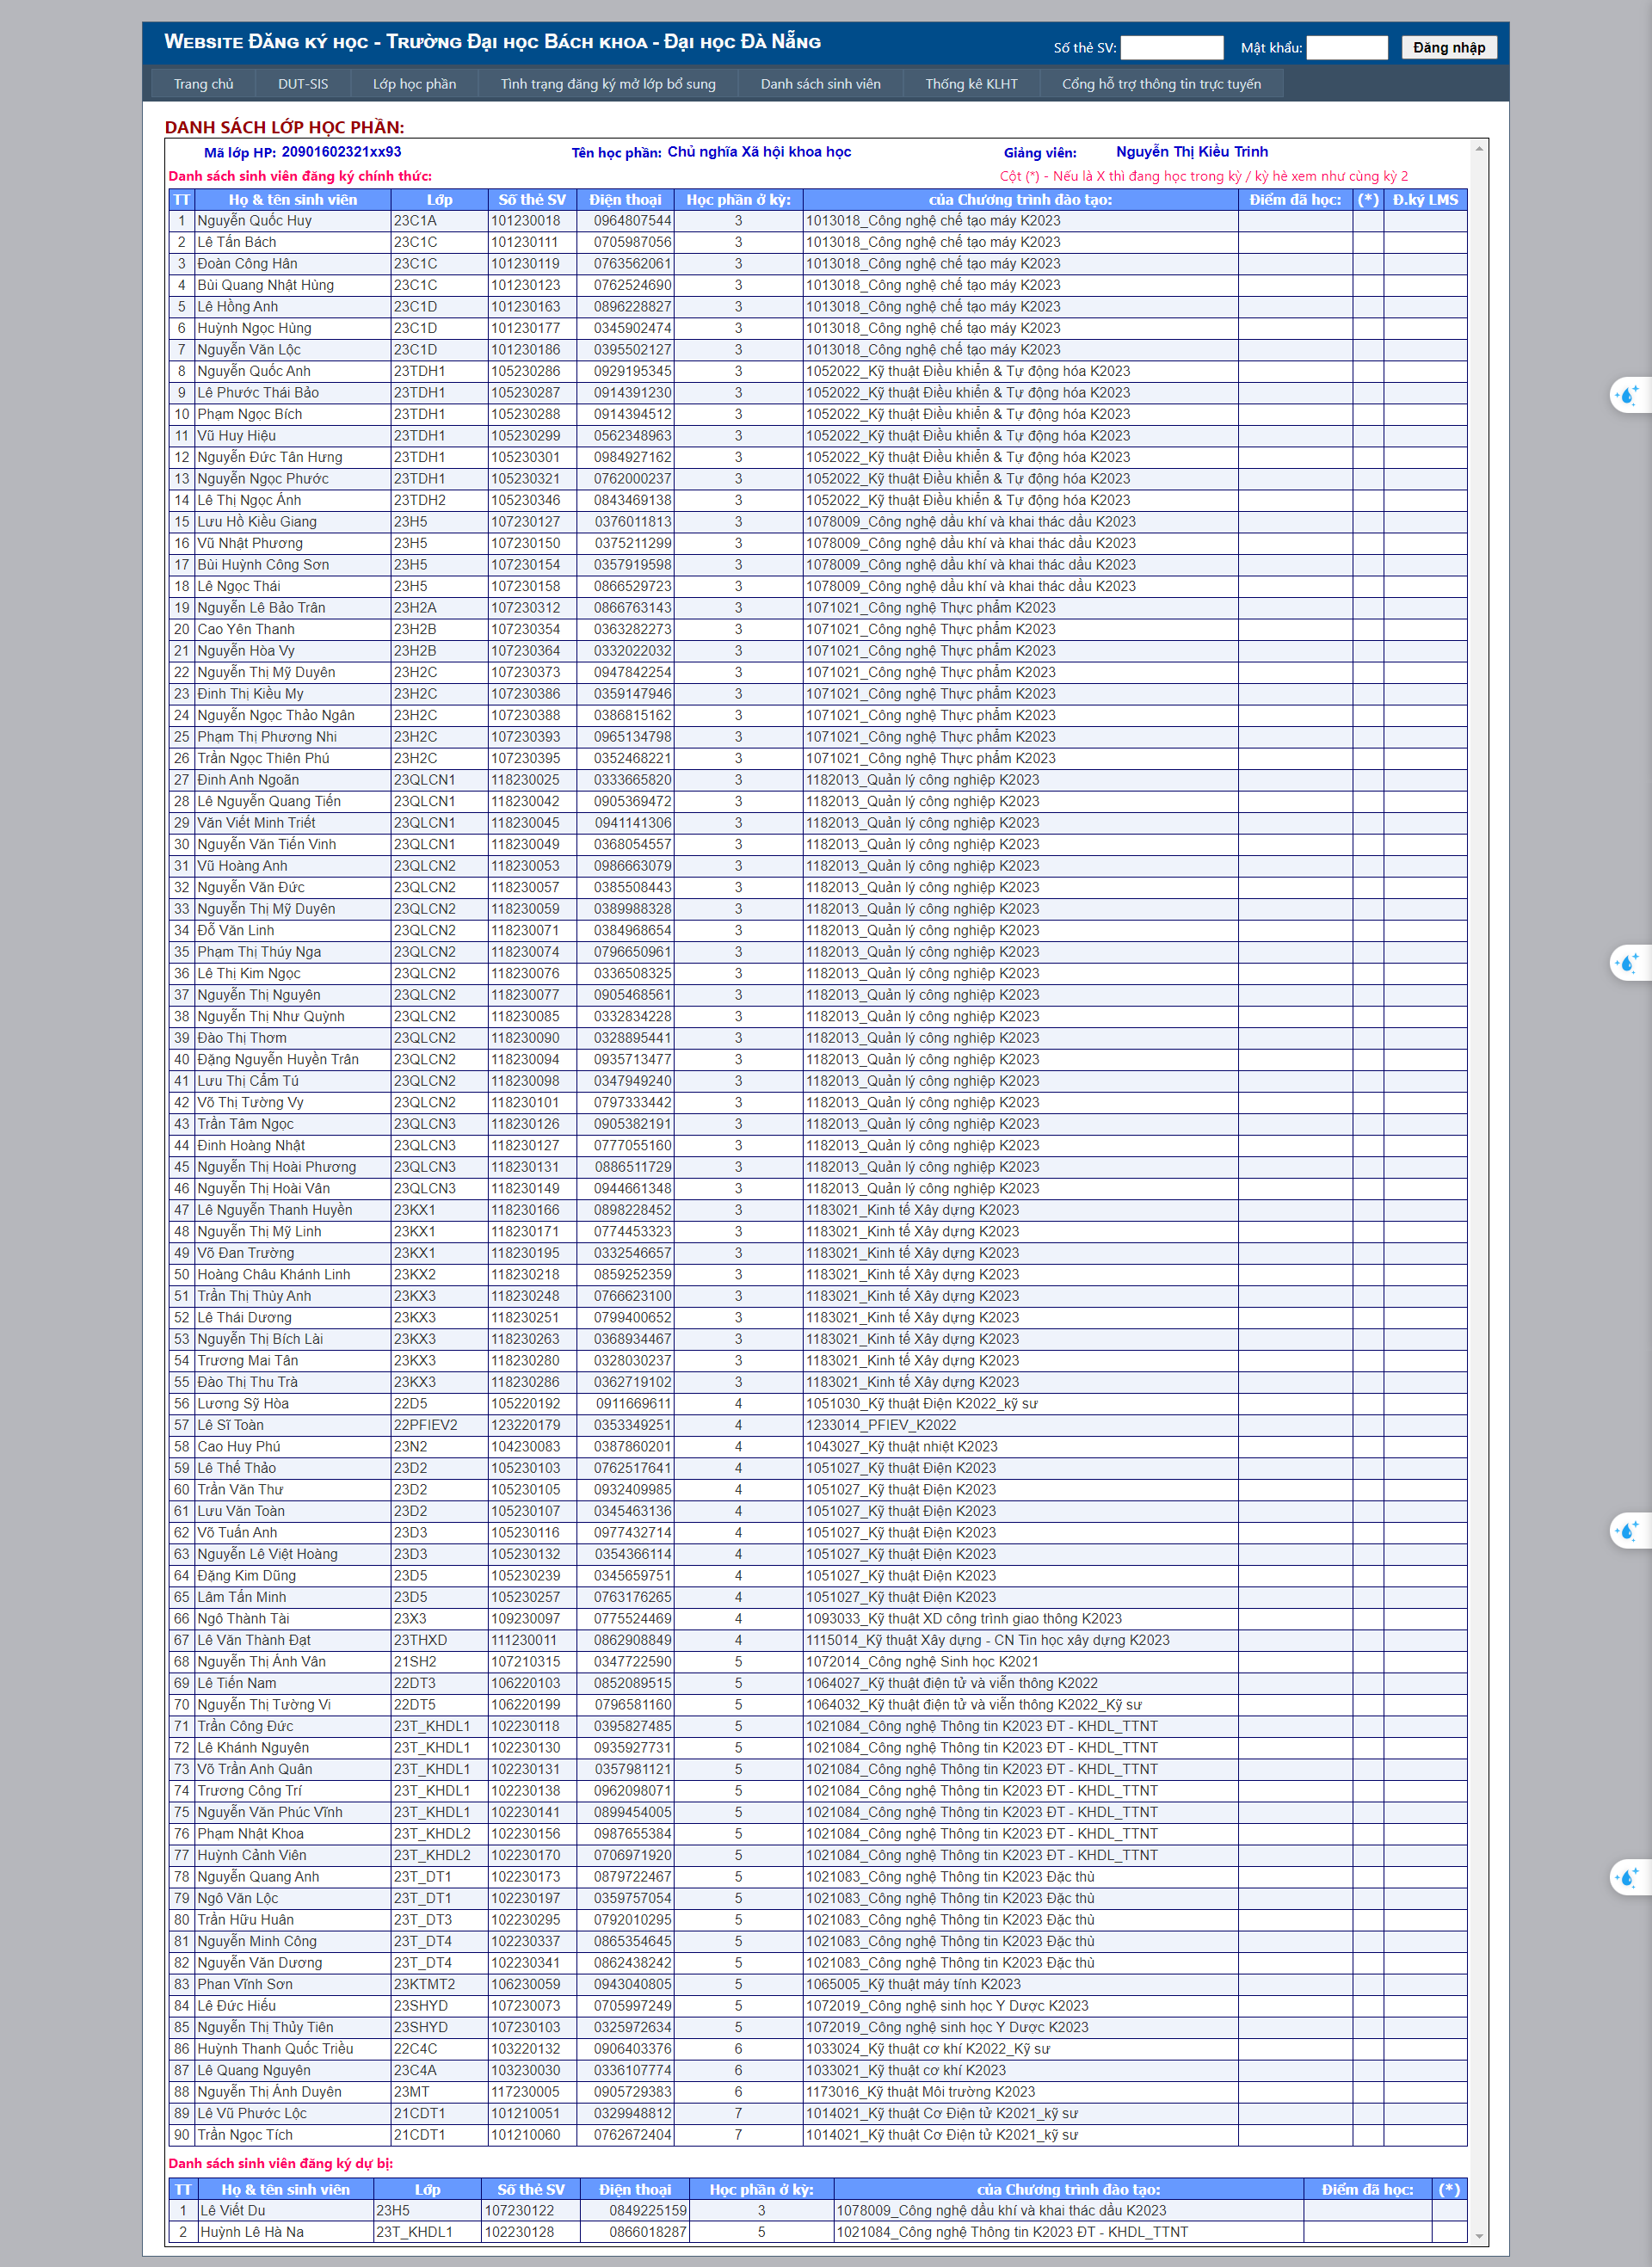 Website Đăng ký học - Trường Đại học Bách khoa - Đại học Đà Nẵng
Số thẻ SV: Mật khẩu: Đăng nhập
Trang chủ DUT-SIS Lớp học phần Tình trạng đăng ký mở lớp bổ sung Danh sách sinh viên Thống kê KLHT Cổng hỗ trợ thông tin trực tuyến
DANH SÁCH LỚP HỌC PHẦN:
Mã lớp HP: 20901602321xx93 Tên học phần: Chủ nghĩa Xã hội khoa học Giảng viên: Nguyễn Thị Kiều Trinh
Danh sách sinh viên đăng ký chính thức: Cột (*) - Nếu là X thì đang học trong kỳ / kỳ hè xem như cùng kỳ 2
TT Họ & tên sinh viên Lớp Số thẻ SV Điện thoại Học phần ở kỳ: của Chương trình đào tạo: Điểm đã học: (*) Đ.ký LMS
1 Nguyễn Quốc Huy 23C1A 101230018 0964807544 3 1013018_Công nghệ chế tạo máy K2023
2 Lê Tấn Bách 23C1C 101230111 0705987056 3 1013018_Công nghệ chế tạo máy K2023
3 Đoàn Công Hân 23C1C 101230119 0763562061 3 1013018_Công nghệ chế tạo máy K2023
4 Bùi Quang Nhật Hùng 23C1C 101230123 0762524690 3 1013018_Công nghệ chế tạo máy K2023
5 Lê Hồng Anh 23C1D 101230163 0896228827 3 1013018_Công nghệ chế tạo máy K2023
6 Huỳnh Ngọc Hùng 23C1D 101230177 0345902474 3 1013018_Công nghệ chế tạo máy K2023
7 Nguyễn Văn Lộc 23C1D 101230186 0395502127 3 1013018_Công nghệ chế tạo máy K2023
8 Nguyễn Quốc Anh 23TDH1 105230286 0929195345 3 1052022_Kỹ thuật Điều khiển & Tự động hóa K2023
9 Lê Phước Thái Bảo 23TDH1 105230287 0914391230 3 1052022_Kỹ thuật Điều khiển & Tự động hóa K2023
10 Phạm Ngọc Bích 23TDH1 105230288 0914394512 3 1052022_Kỹ thuật Điều khiển & Tự động hóa K2023
11 Vũ Huy Hiệu 23TDH1 105230299 0562348963 3 1052022_Kỹ thuật Điều khiển & Tự động hóa K2023
12 Nguyễn Đức Tân Hưng 23TDH1 105230301 0984927162 3 1052022_Kỹ thuật Điều khiển & Tự động hóa K2023
13 Nguyễn Ngọc Phước 23TDH1 105230321 0762000237 3 1052022_Kỹ thuật Điều khiển & Tự động hóa K2023
14 Lê Thị Ngọc Ánh 23TDH2 105230346 0843469138 3 1052022_Kỹ thuật Điều khiển & Tự động hóa K2023
15 Lưu Hồ Kiều Giang 23H5 107230127 0376011813 3 1078009_Công nghệ dầu khí và khai thác dầu K2023
16 Vũ Nhật Phương 23H5 107230150 0375211299 3 1078009_Công nghệ dầu khí và khai thác dầu K2023
17 Bùi Huỳnh Công Sơn 23H5 107230154 0357919598 3 1078009_Công nghệ dầu khí và khai thác dầu K2023
18 Lê Ngọc Thái 23H5 107230158 0866529723 3 1078009_Công nghệ dầu khí và khai thác dầu K2023
19 Nguyễn Lê Bảo Trân 23H2A 107230312 0866763143 3 1071021_Công nghệ Thực phẩm K2023
20 Cao Yên Thanh 23H2B 107230354 0363282273 3 1071021_Công nghệ Thực phẩm K2023
21 Nguyễn Hòa Vy 23H2B 107230364 0332022032 3 1071021_Công nghệ Thực phẩm K2023
22 Nguyễn Thị Mỹ Duyên 23H2C 107230373 0947842254 3 1071021_Công nghệ Thực phẩm K2023
23 Đinh Thị Kiều My 23H2C 107230386 0359147946 3 1071021_Công nghệ Thực phẩm K2023
24 Nguyễn Ngọc Thảo Ngân 23H2C 107230388 0386815162 3 1071021_Công nghệ Thực phẩm K2023
25 Phạm Thị Phương Nhi 23H2C 107230393 0965134798 3 1071021_Công nghệ Thực phẩm K2023
26 Trần Ngọc Thiên Phú 23H2C 107230395 0352468221 3 1071021_Công nghệ Thực phẩm K2023
27 Đinh Anh Ngoãn 23QLCN1 118230025 0333665820 3 1182013_Quản lý công nghiệp K2023
28 Lê Nguyễn Quang Tiến 23QLCN1 118230042 0905369472 3 1182013_Quản lý công nghiệp K2023
29 Văn Viết Minh Triết 23QLCN1 118230045 0941141306 3 1182013_Quản lý công nghiệp K2023
30 Nguyễn Văn Tiến Vinh 23QLCN1 118230049 0368054557 3 1182013_Quản lý công nghiệp K2023
31 Vũ Hoàng Anh 23QLCN2 118230053 0986663079 3 1182013_Quản lý công nghiệp K2023
32 Nguyễn Văn Đức 23QLCN2 118230057 0385508443 3 1182013_Quản lý công nghiệp K2023
33 Nguyễn Thị Mỹ Duyên 23QLCN2 118230059 0389988328 3 1182013_Quản lý công nghiệp K2023
34 Đỗ Văn Linh 23QLCN2 118230071 0384968654 3 1182013_Quản lý công nghiệp K2023
35 Phạm Thị Thúy Nga 23QLCN2 118230074 0796650961 3 1182013_Quản lý công nghiệp K2023
36 Lê Thị Kim Ngọc 23QLCN2 118230076 0336508325 3 1182013_Quản lý công nghiệp K2023
37 Nguyễn Thị Nguyên 23QLCN2 118230077 0905468561 3 1182013_Quản lý công nghiệp K2023
38 Nguyễn Thị Như Quỳnh 23QLCN2 118230085 0332834228 3 1182013_Quản lý công nghiệp K2023
39 Đào Thị Thơm 23QLCN2 118230090 0328895441 3 1182013_Quản lý công nghiệp K2023
40 Đặng Nguyễn Huyền Trân 23QLCN2 118230094 0935713477 3 1182013_Quản lý công nghiệp K2023
41 Lưu Thị Cẩm Tú 23QLCN2 118230098 0347949240 3 1182013_Quản lý công nghiệp K2023
42 Võ Thị Tường Vy 23QLCN2 118230101 0797333442 3 1182013_Quản lý công nghiệp K2023
43 Trần Tâm Ngọc 23QLCN3 118230126 0905382191 3 1182013_Quản lý công nghiệp K2023
44 Đinh Hoàng Nhật 23QLCN3 118230127 0777055160 3 1182013_Quản lý công nghiệp K2023
45 Nguyễn Thị Hoài Phương 23QLCN3 118230131 0886511729 3 1182013_Quản lý công nghiệp K2023
46 Nguyễn Thị Hoài Vân 23QLCN3 118230149 0944661348 3 1182013_Quản lý công nghiệp K2023
47 Lê Nguyễn Thanh Huyền 23KX1 118230166 0898228452 3 1183021_Kinh tế Xây dựng K2023
48 Nguyễn Thị Mỹ Linh 23KX1 118230171 0774453323 3 1183021_Kinh tế Xây dựng K2023
49 Võ Đan Trường 23KX1 118230195 0332546657 3 1183021_Kinh tế Xây dựng K2023
50 Hoàng Châu Khánh Linh 23KX2 118230218 0859252359 3 1183021_Kinh tế Xây dựng K2023
51 Trần Thị Thùy Anh 23KX3 118230248 0766623100 3 1183021_Kinh tế Xây dựng K2023
52 Lê Thái Dương 23KX3 118230251 0799400652 3 1183021_Kinh tế Xây dựng K2023
53 Nguyễn Thị Bích Lài 23KX3 118230263 0368934467 3 1183021_Kinh tế Xây dựng K2023
54 Trương Mai Tân 23KX3 118230280 0328030237 3 1183021_Kinh tế Xây dựng K2023
55 Đào Thị Thu Trà 23KX3 118230286 0362719102 3 1183021_Kinh tế Xây dựng K2023
56 Lương Sỹ Hòa 22D5 105220192 0911669611 4 1051030_Kỹ thuật Điện K2022_kỹ sư
57 Lê Sĩ Toàn 22PFIEV2 123220179 0353349251 4 1233014_PFIEV_K2022
58 Cao Huy Phú 23N2 104230083 0387860201 4 1043027_Kỹ thuật nhiệt K2023
59 Lê Thế Thảo 23D2 105230103 0762517641 4 1051027_Kỹ thuật Điện K2023
60 Trần Văn Thư 23D2 105230105 0932409985 4 1051027_Kỹ thuật Điện K2023
61 Lưu Văn Toàn 23D2 105230107 0345463136 4 1051027_Kỹ thuật Điện K2023
62 Võ Tuấn Anh 23D3 105230116 0977432714 4 1051027_Kỹ thuật Điện K2023
63 Nguyễn Lê Việt Hoàng 23D3 105230132 0354366114 4 1051027_Kỹ thuật Điện K2023
64 Đặng Kim Dũng 23D5 105230239 0345659751 4 1051027_Kỹ thuật Điện K2023
65 Lâm Tấn Minh 23D5 105230257 0763176265 4 1051027_Kỹ thuật Điện K2023
66 Ngô Thành Tài 23X3 109230097 0775524469 4 1093033_Kỹ thuật XD công trình giao thông K2023
67 Lê Văn Thành Đạt 23THXD 111230011 0862908849 4 1115014_Kỹ thuật Xây dựng - CN Tin học xây dựng K2023
68 Nguyễn Thị Ánh Vân 21SH2 107210315 0347722590 5 1072014_Công nghệ Sinh học K2021
69 Lê Tiến Nam 22DT3 106220103 0852089515 5 1064027_Kỹ thuật điện tử và viễn thông K2022
70 Nguyễn Thị Tường Vi 22DT5 106220199 0796581160 5 1064032_Kỹ thuật điện tử và viễn thông K2022_Kỹ sư
71 Trần Công Đức 23T_KHDL1 102230118 0395827485 5 1021084_Công nghệ Thông tin K2023 ĐT - KHDL_TTNT
72 Lê Khánh Nguyên 23T_KHDL1 102230130 0935927731 5 1021084_Công nghệ Thông tin K2023 ĐT - KHDL_TTNT
73 Võ Trần Anh Quân 23T_KHDL1 102230131 0357981121 5 1021084_Công nghệ Thông tin K2023 ĐT - KHDL_TTNT
74 Trương Công Trí 23T_KHDL1 102230138 0962098071 5 1021084_Công nghệ Thông tin K2023 ĐT - KHDL_TTNT
75 Nguyễn Văn Phúc Vĩnh 23T_KHDL1 102230141 0899454005 5 1021084_Công nghệ Thông tin K2023 ĐT - KHDL_TTNT
76 Phạm Nhật Khoa 23T_KHDL2 102230156 0987655384 5 1021084_Công nghệ Thông tin K2023 ĐT - KHDL_TTNT
77 Huỳnh Cảnh Viên 23T_KHDL2 102230170 0706971920 5 1021084_Công nghệ Thông tin K2023 ĐT - KHDL_TTNT
78 Nguyễn Quang Anh 23T_DT1 102230173 0879722467 5 1021083_Công nghệ Thông tin K2023 Đặc thù
79 Ngô Văn Lộc 23T_DT1 102230197 0359757054 5 1021083_Công nghệ Thông tin K2023 Đặc thù
80 Trần Hữu Huân 23T_DT3 102230295 0792010295 5 1021083_Công nghệ Thông tin K2023 Đặc thù
81 Nguyễn Minh Công 23T_DT4 102230337 0865354645 5 1021083_Công nghệ Thông tin K2023 Đặc thù
82 Nguyễn Văn Dương 23T_DT4 102230341 0862438242 5 1021083_Công nghệ Thông tin K2023 Đặc thù
83 Phan Vĩnh Sơn 23KTMT2 106230059 0943040805 5 1065005_Kỹ thuật máy tính K2023
84 Lê Đức Hiếu 23SHYD 107230073 0705997249 5 1072019_Công nghệ sinh học Y Dược K2023
85 Nguyễn Thị Thủy Tiên 23SHYD 107230103 0325972634 5 1072019_Công nghệ sinh học Y Dược K2023
86 Huỳnh Thanh Quốc Triều 22C4C 103220132 0906403376 6 1033024_Kỹ thuật cơ khí K2022_Kỹ sư
87 Lê Quang Nguyên 23C4A 103230030 0336107774 6 1033021_Kỹ thuật cơ khí K2023
88 Nguyễn Thị Ánh Duyên 23MT 117230005 0905729383 6 1173016_Kỹ thuật Môi trường K2023
89 Lê Vũ Phước Lộc 21CDT1 101210051 0329948812 7 1014021_Kỹ thuật Cơ Điện tử K2021_kỹ sư
90 Trần Ngọc Tích 21CDT1 101210060 0762672404 7 1014021_Kỹ thuật Cơ Điện tử K2021_kỹ sư
Danh sách sinh viên đăng ký dự bị:
TT Họ & tên sinh viên Lớp Số thẻ SV Điện thoại Học phần ở kỳ: của Chương trình đào tạo: Điểm đã học: (*)
1 Lê Viết Du 23H5 107230122 0849225159 3 1078009_Công nghệ dầu khí và khai thác dầu K2023
2 Huỳnh Lê Hà Na 23T_KHDL1 102230128 0866018287 5 1021084_Công nghệ Thông tin K2023 ĐT - KHDL_TTNT